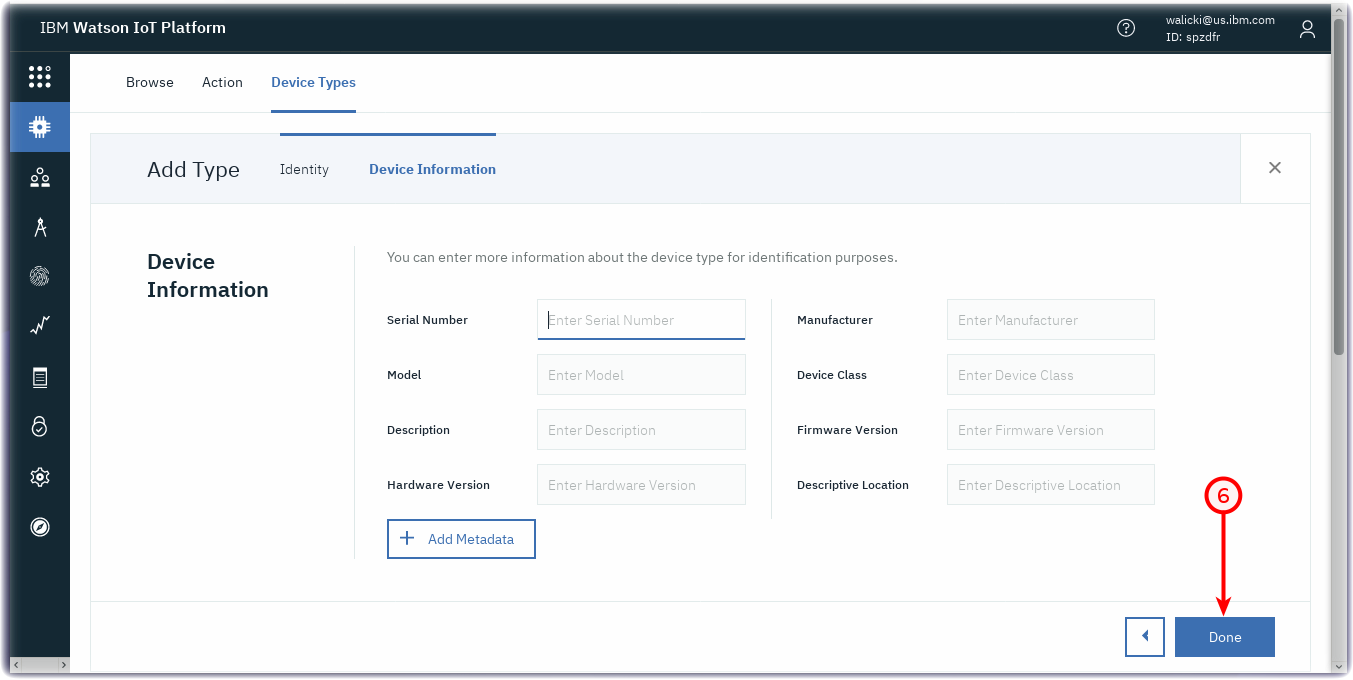 IBM Watson IoT Platform
walicki@us.ibm.com
ID: spzdfr
Browse
Action
Device Types
Add Type
Identity
Device Information
Device
Information
You can enter more information about the device type for identification purposes.
Serial Number
Enter Serial Number
Manufacturer
Enter Manufacturer
Model
Enter Model
Device Class
Enter Device Class
Description
Enter Description
Firmware Version
Enter Firmware Version
Hardware Version
Enter Hardware Version
Descriptive Location
Enter Descriptive Location
6
Add Metadata
Done